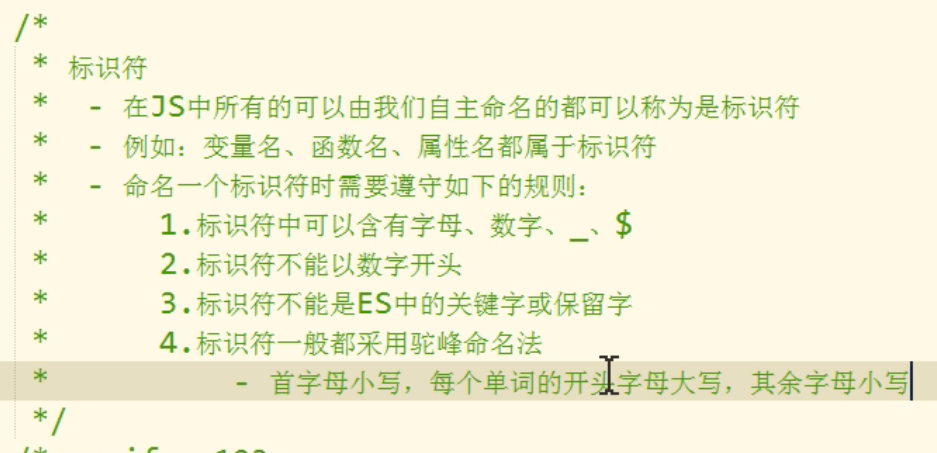 /*
* 标识符
* - 在JS中所有的可以由我们自主命名的都可以称为是标识符
* - 例如：变量名、函数名、属性名都属于标识符
* - 命名一个标识符时需要遵守如下的规则：
* 1.标识符中可以含有字母、数字、_、$
* 2.标识符不能以数字开头
* 3.标识符不能是ES中的关键字或保留字
* 4.标识符一般都采用驼峰命名法
* - 首字母小写，每个单词的开头字母大写，其余字母小写
*/